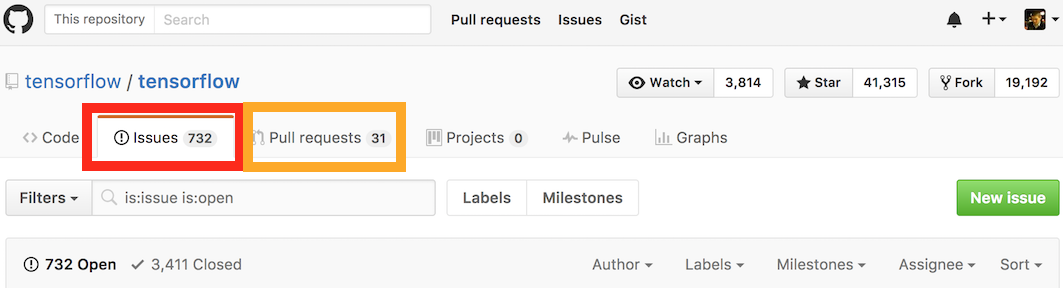 This repository Search Pull requests Issues Gist
tensorflow / tensorflow Watch 3,814 Star 41,315 Fork 19,192
Code Issues 732 Pull requests 31 Projects 0 Pulse Graphs
Filters is:issue is:open Labels Milestones New issue
732 Open 3,411 Closed Author Labels Milestones Assignee Sort